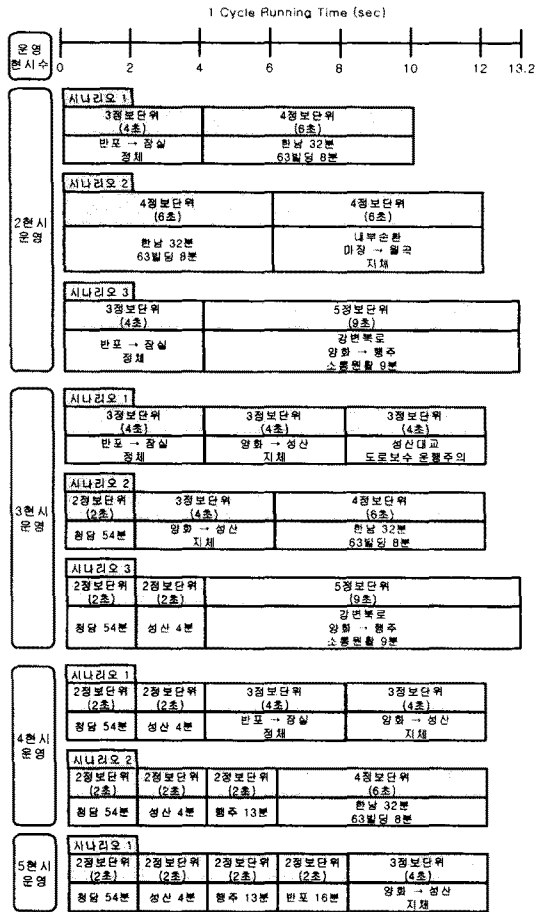 1 Cycle Running Time (sec)
운영
현시수
0 2 4 6 8 10 12 13.2
2현시
운영
시나리오 1
3정보단위 4정보단위
(4초) (6초)
반포 → 잠실 한남 32분
정체 63빌딩 8분
시나리오 2
4정보단위 4정보단위
(6초) (6초)
한남 32분 내부순환
63빌딩 8분 마장 → 월곡
지체
시나리오 3
3정보단위 5정보단위
(4초) (9초)
반포 → 잠실 강변북로
정체 양화 → 행주
소통원활 9분
3현시
운영
시나리오 1
3정보단위 3정보단위 3정보단위
(4초) (4초) (4초)
반포 → 잠실 양화 → 성산 성산대교
정체 지체 도로보수 운행주의
시나리오 2
2정보단위 3정보단위 4정보단위
(2초) (4초) (6초)
청담 54분 양화 → 성산 한남 32분
지체 63빌딩 8분
시나리오 3
2정보단위 2정보단위 5정보단위
(2초) (2초) (9초)
청담 54분 성산 4분 강변북로
양화 → 행주
소통원활 9분
4현시
운영
시나리오 1
2정보단위 2정보단위 3정보단위 3정보단위
(2초) (2초) (4초) (4초)
청담 54분 성산 4분 반포 → 잠실 양화 → 성산
정체 지체
시나리오 2
2정보단위 2정보단위 2정보단위 4정보단위
(2초) (2초) (2초) (6초)
청담 54분 성산 4분 행주 13분 한남 32분
63빌딩 8분
5현시
운영
시나리오 1
2정보단위 2정보단위 2정보단위 2정보단위 3정보단위
(2초) (2초) (2초) (2초) (4초)
청담 54분 성산 4분 행주 13분 반포 16분 양화 → 성산
지체